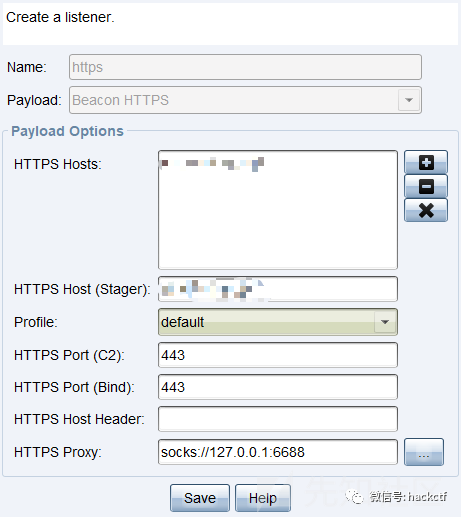 Create a listener.
Name: https
Payload: Beacon HTTPS
Payload Options
HTTPS Hosts:
HTTPS Host (Stager):
Profile: default
HTTPS Port (C2): 443
HTTPS Port (Bind): 443
HTTPS Host Header:
HTTPS Proxy: socks://127.0.0.1:6688 ...
Save Help
微信号: hackctf